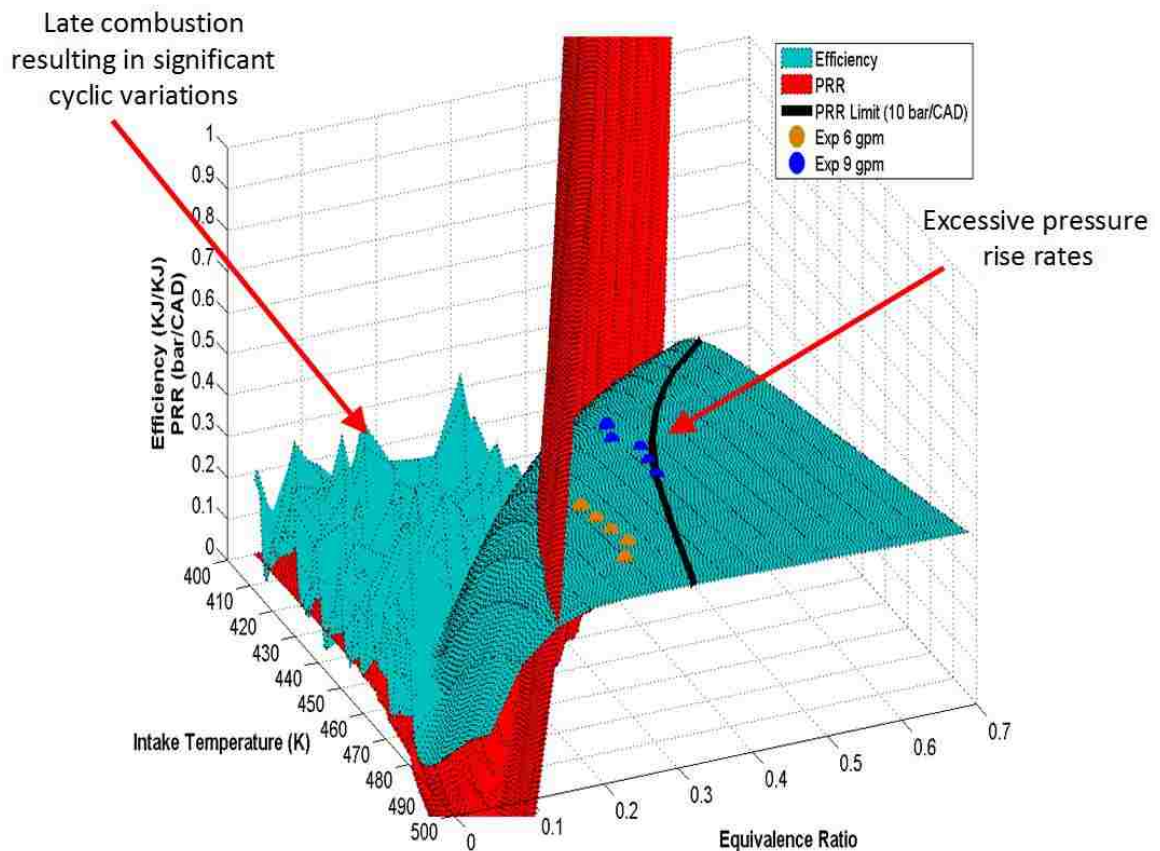 Late combustion
resulting in significant
cyclic variations
Efficiency
PRR
PRR Limit (10 bar/CAD)
Exp 6 gpm
Exp 9 gpm
Excessive pressure
rise rates
Efficiency (KJ/KJ)
PRR (bar/CAD)
1
0.9
0.8
0.7
0.6
0.5
0.4
0.3
0.2
0.1
0
400
410
420
430
440
450
460
470
480
490
500
Intake Temperature (K)
0
0.1
0.2
0.3
0.4
0.5
0.6
0.7
Equivalence Ratio